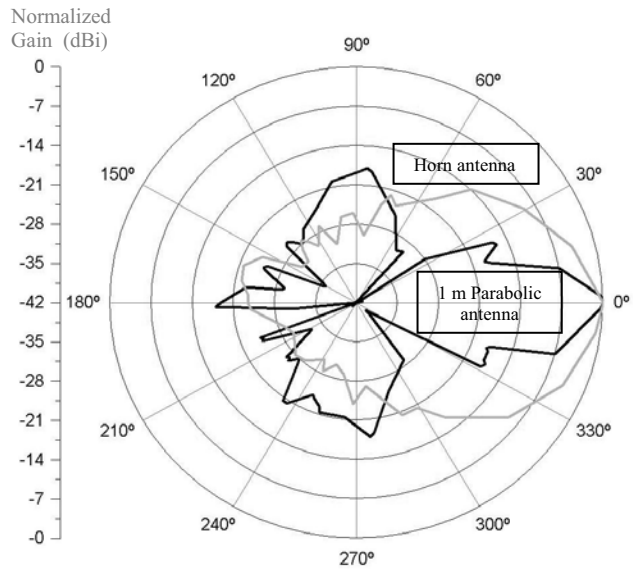 Normalized
Gain (dBi)
0
-7
-14
-21
-28
-35
-42
-35
-28
-21
-14
-7
-0
90º
120º
60º
150º
30º
180º
0º
210º
330º
240º
300º
270º
Horn antenna
1 m Parabolic
antenna